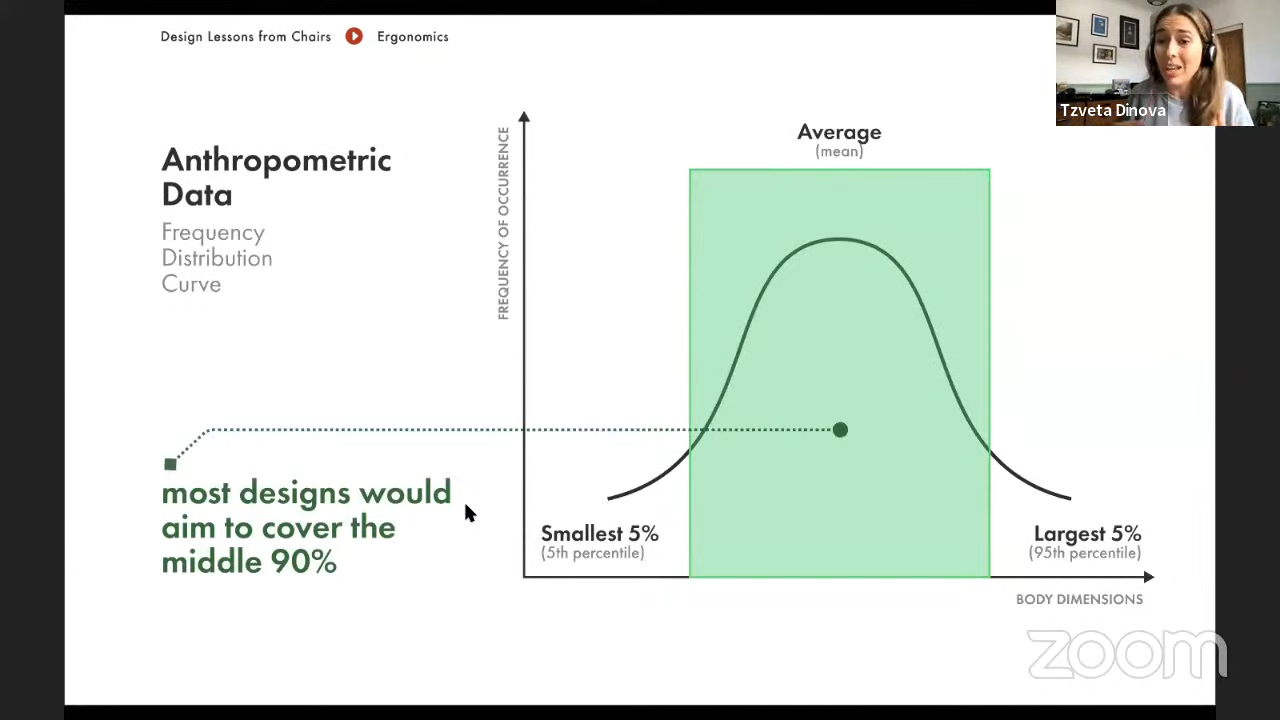 Design Lessons from Chairs
Ergonomics
Tzveta Dinova
Anthropometric
Data
Frequency
Distribution
Curve
FREQUENCY OF OCCURRENCE
Average
(mean)
most designs would
aim to cover the
middle 90%
Smallest 5%
(5th percentile)
Largest 5%
(95th percentile)
BODY DIMENSIONS
zoom